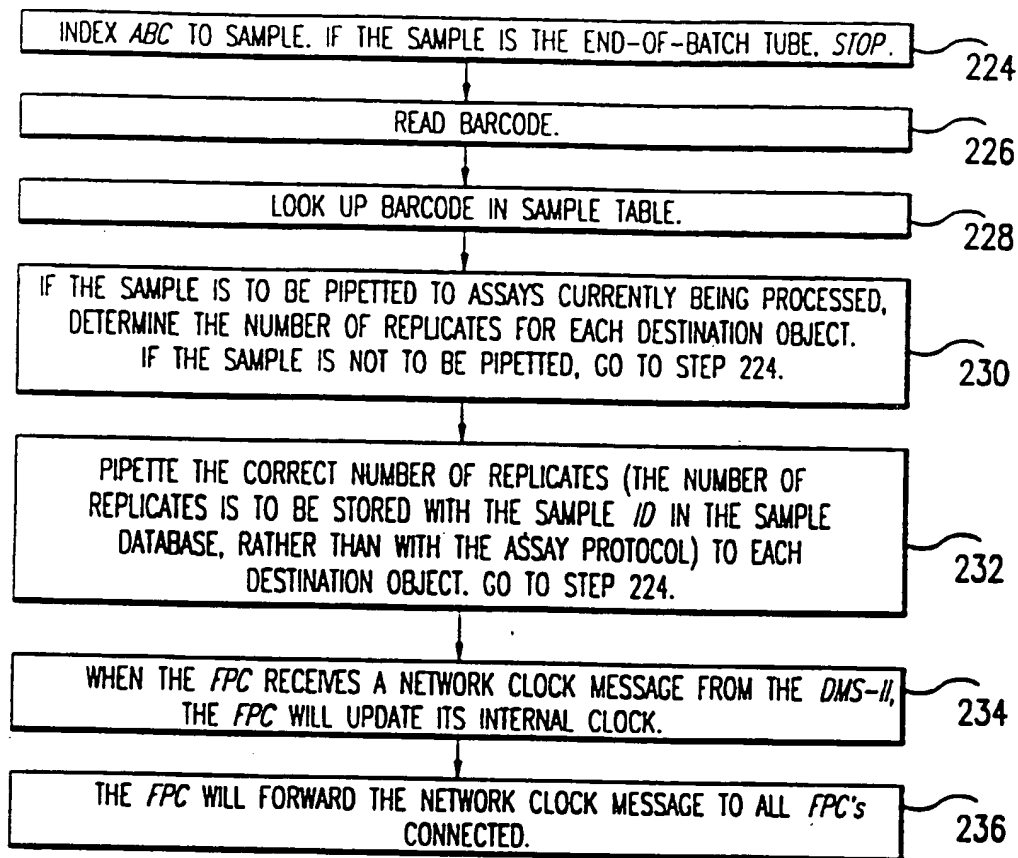 INDEX ABC TO SAMPLE. IF THE SAMPLE IS THE END-OF-BATCH TUBE, STOP.
224
READ BARCODE.
226
LOOK UP BARCODE IN SAMPLE TABLE.
228
IF THE SAMPLE IS TO BE PIPETTED TO ASSAYS CURRENTLY BEING PROCESSED,
DETERMINE THE NUMBER OF REPLICATES FOR EACH DESTINATION OBJECT.
IF THE SAMPLE IS NOT TO BE PIPETTED, GO TO STEP 224.
230
PIPETTE THE CORRECT NUMBER OF REPLICATES (THE NUMBER OF
REPLICATES IS TO BE STORED WITH THE SAMPLE ID IN THE SAMPLE
DATABASE, RATHER THAN WITH THE ASSAY PROTOCOL) TO EACH
DESTINATION OBJECT. GO TO STEP 224.
232
WHEN THE FPC RECEIVES A NETWORK CLOCK MESSAGE FROM THE DMS-II,
THE FPC WILL UPDATE ITS INTERNAL CLOCK.
234
THE FPC WILL FORWARD THE NETWORK CLOCK MESSAGE TO ALL FPC's
CONNECTED.
236